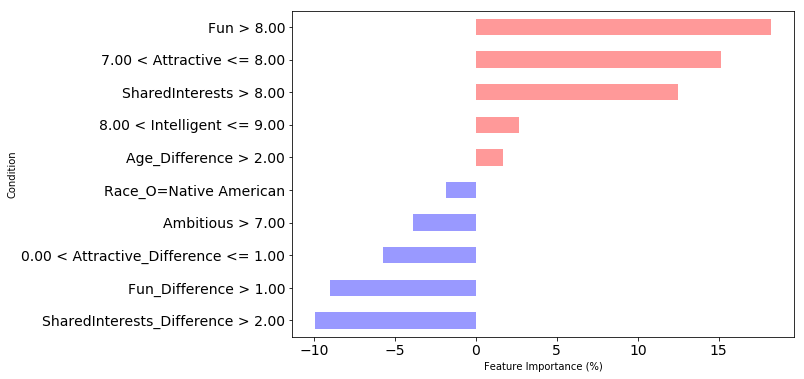 Fun > 8.00
7.00 < Attractive <= 8.00
SharedInterests > 8.00
8.00 < Intelligent <= 9.00
Age_Difference > 2.00
Race_O=Native American
Ambitious > 7.00
0.00 < Attractive_Difference <= 1.00
Fun_Difference > 1.00
SharedInterests_Difference > 2.00
Condition
−10 −5 0 5 10 15
Feature Importance (%)